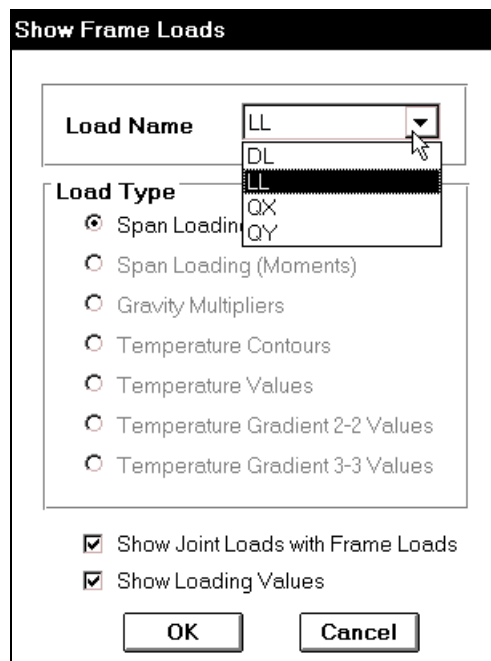 Show Frame Loads
Load Name
LL
DL
LL
QX
QY
Load Type
Span Loadin
Span Loading (Moments)
Gravity Multipliers
Temperature Contours
Temperature Values
Temperature Gradient 2-2 Values
Temperature Gradient 3-3 Values
Show Joint Loads with Frame Loads
Show Loading Values
OK
Cancel